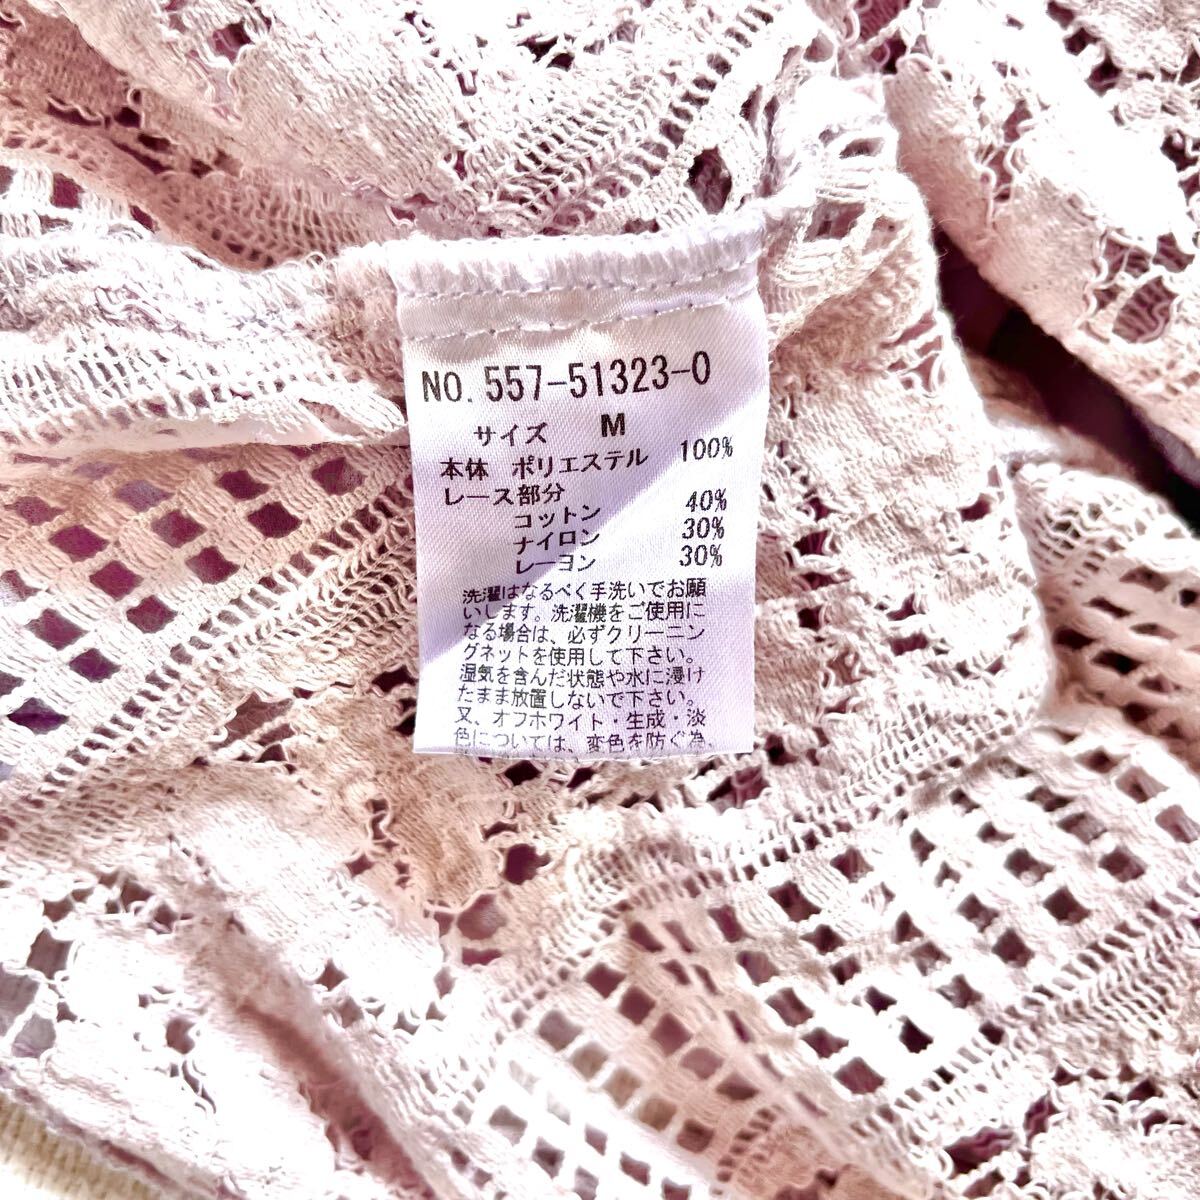 NO. 557-51323-0
サイズ M
本体 ポリエステル 100%
レース部分
コットン 40%
ナイロン 30%
レーヨン 30%
洗濯はなるべく手洗いでお願
いします。洗濯機をご使用に
なる場合は、必ずクリーニン
グネットを使用して下さい。
湿気を含んだ状態や水に浸け
たまま放置しないで下さい。
又、オフホワイト・生成・淡
色については、変色を防ぐ為、